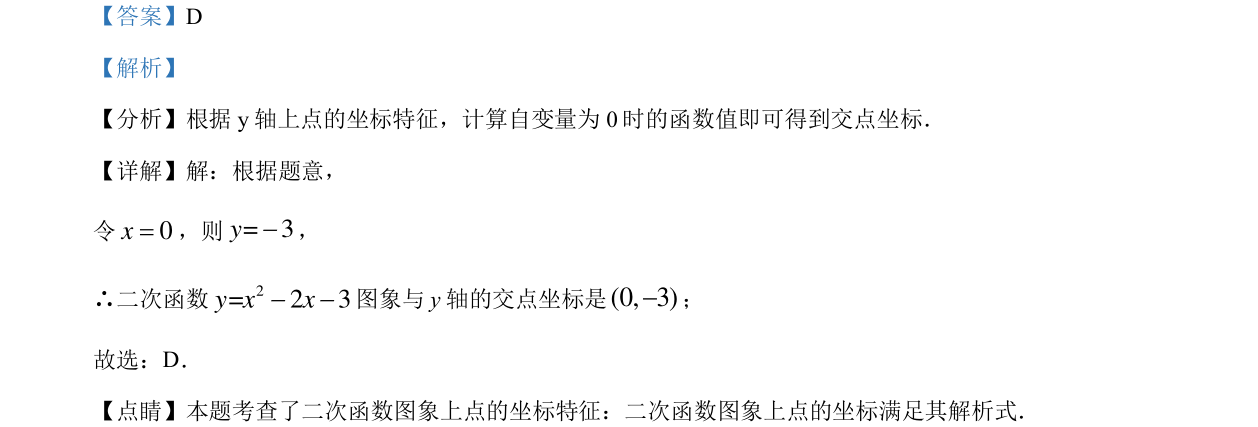 【答案】D
【解析】
【分析】根据 y 轴上点的坐标特征，计算自变量为 0 时的函数值即可得到交点坐标．
【详解】解：根据题意，
令 x = 0，则 y=－3，
∴二次函数 y=x² － 2x － 3 图象与 y 轴的交点坐标是(0,－3)；
故选：D．
【点睛】本题考查了二次函数图象上点的坐标特征：二次函数图象上点的坐标满足其解析式．